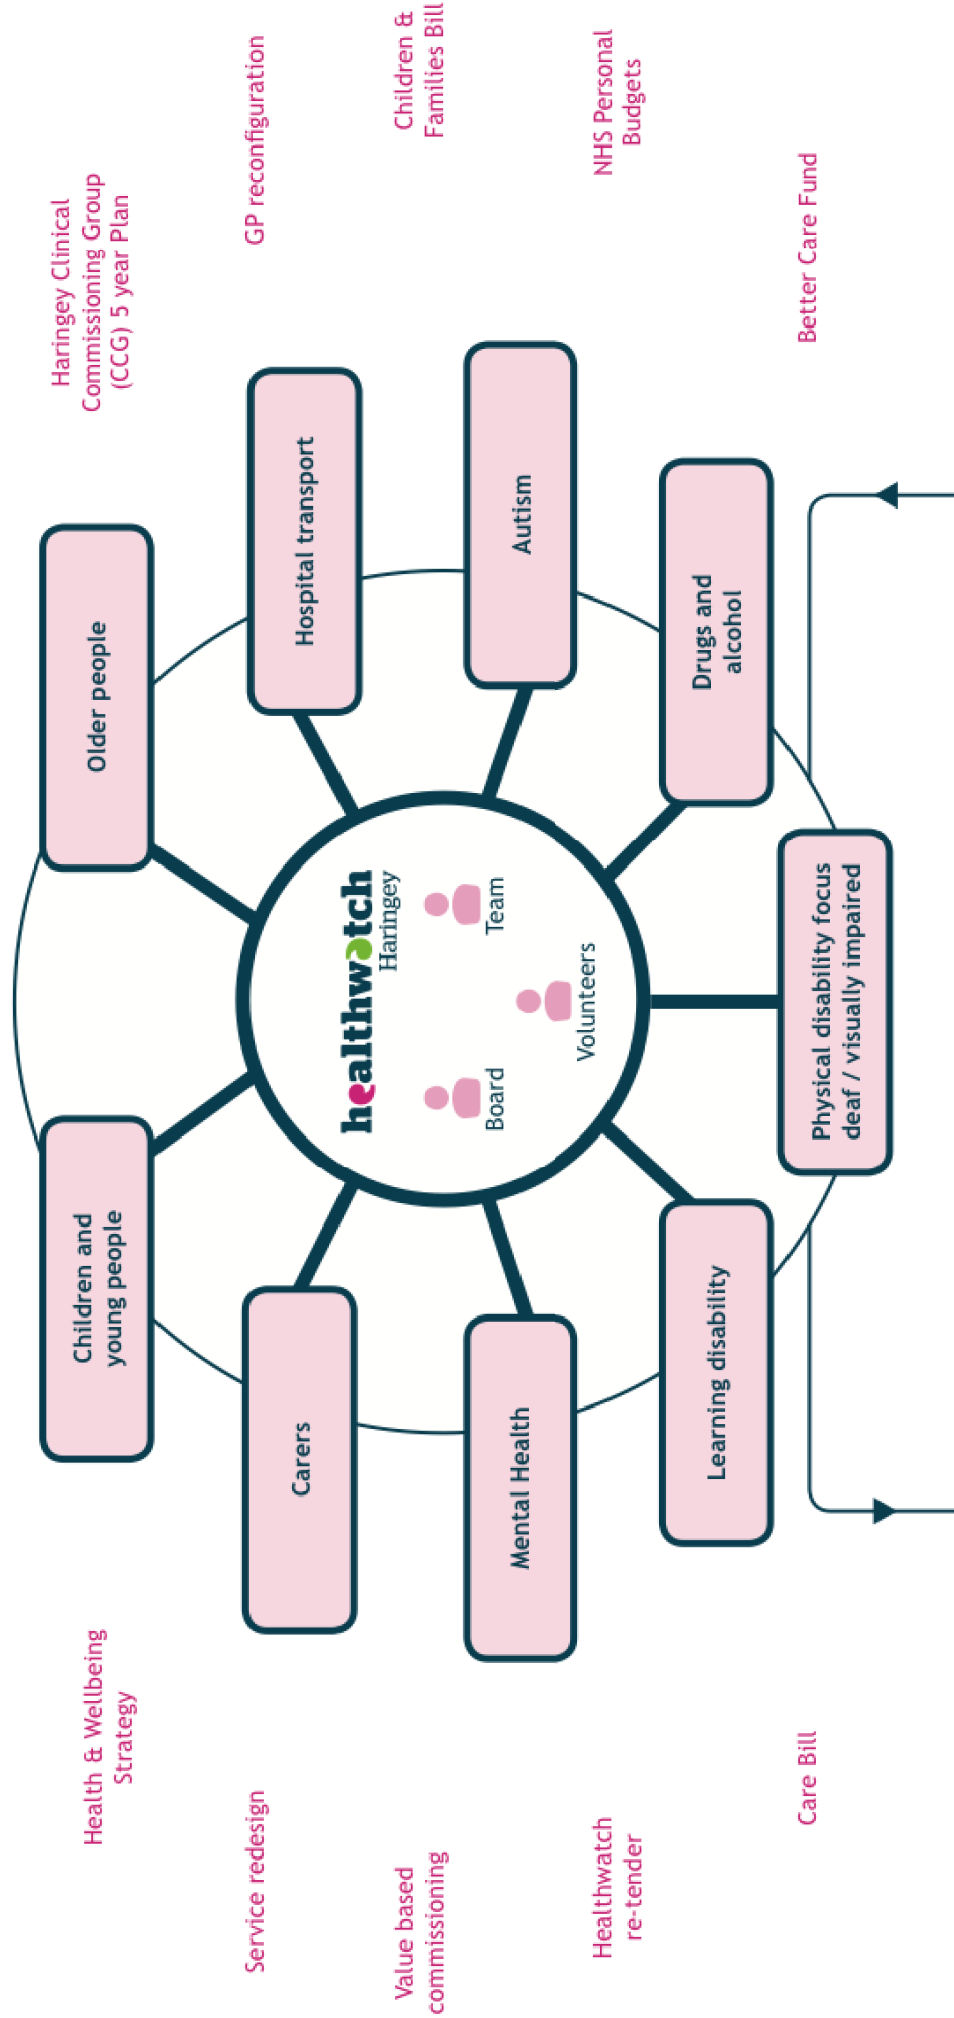 Health & Wellbeing
Strategy
Service redesign
Value based
commissioning
Healthwatch
re-tender
Care Bill
Children and
young people
Carers
Mental Health
Learning disability
healthwatch
Haringey
Board
Volunteers
Team
Physical disability focus
deaf / visually impaired
Older people
Hospital transport
Autism
Drugs and
alcohol
Haringey Clinical
Commissioning Group
(CCG) 5 year Plan
GP reconfiguration
Children &
Families Bill
NHS Personal
Budgets
Better Care Fund